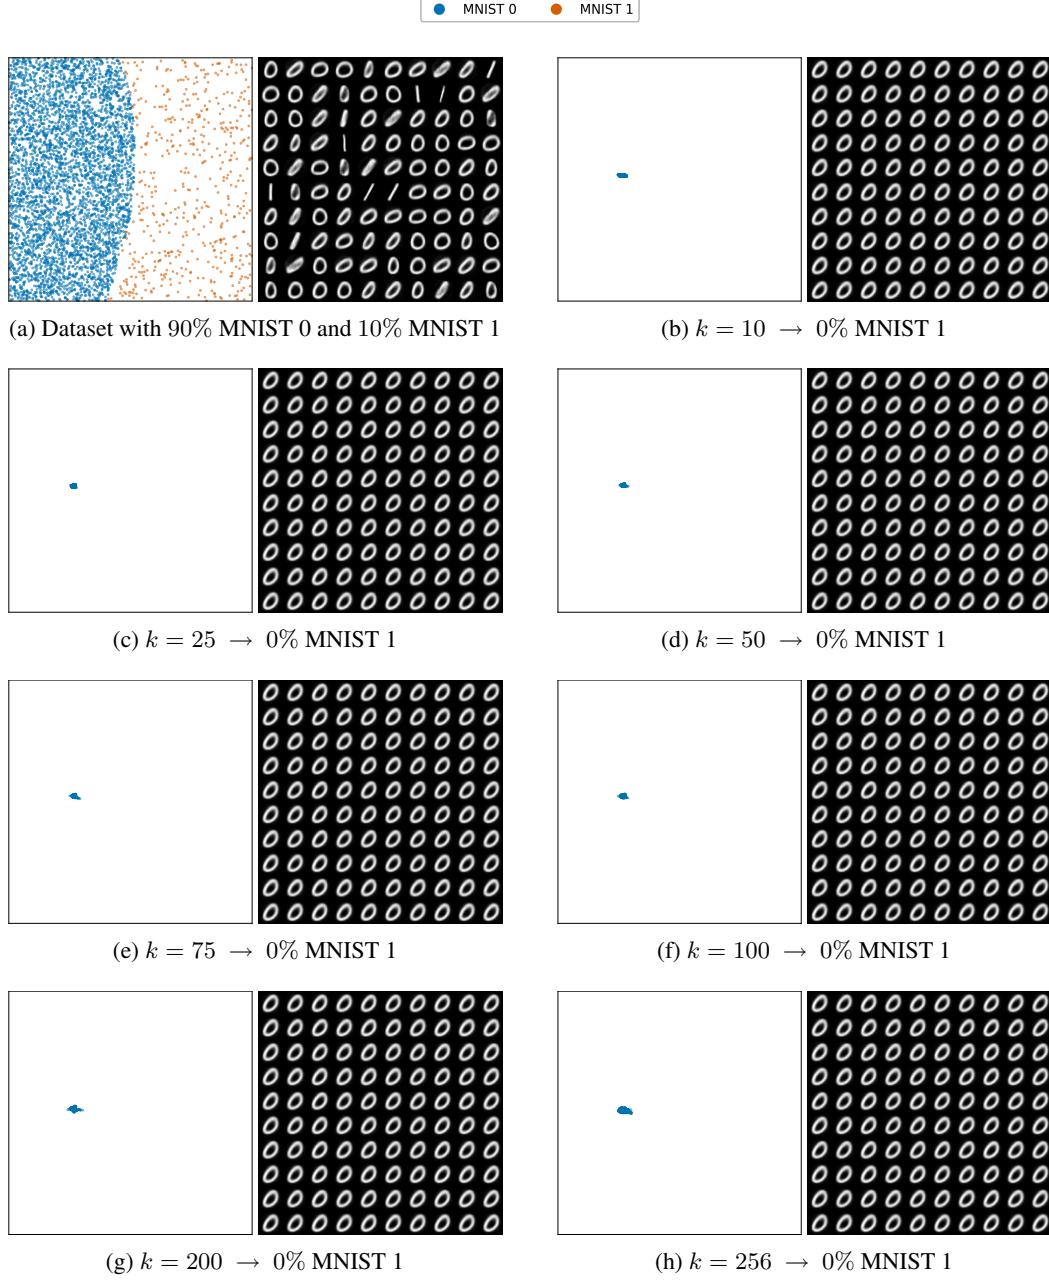 MNIST 0 MNIST 1
(a) Dataset with 90% MNIST 0 and 10% MNIST 1
(b) k = 10 → 0% MNIST 1
(c) k = 25 → 0% MNIST 1
(d) k = 50 → 0% MNIST 1
(e) k = 75 → 0% MNIST 1
(f) k = 100 → 0% MNIST 1
(g) k = 200 → 0% MNIST 1
(h) k = 256 → 0% MNIST 1